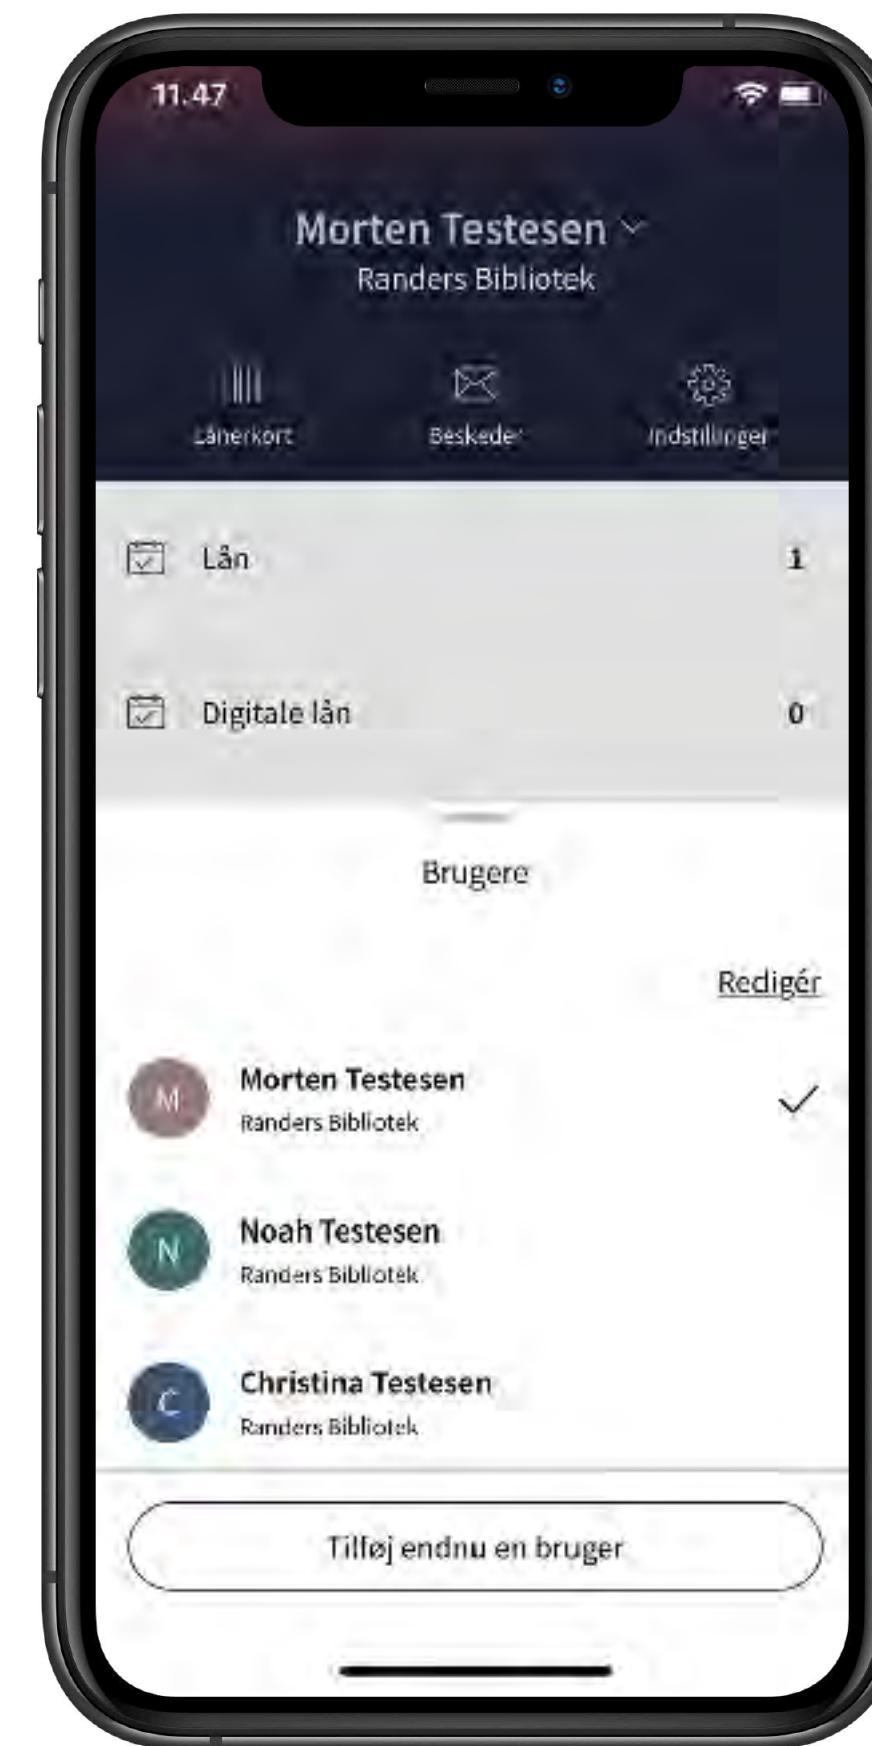 11.47
Morten Testesen
Randers Bibliotek
Lånerkort Beskeder Indstillinger
Lån 1
Digitale lån 0
Brugere
Redigér
M Morten Testesen
Randers Bibliotek
N Noah Testesen
Randers Bibliotek
C Christina Testesen
Randers Bibliotek
Tilføj endnu en bruger